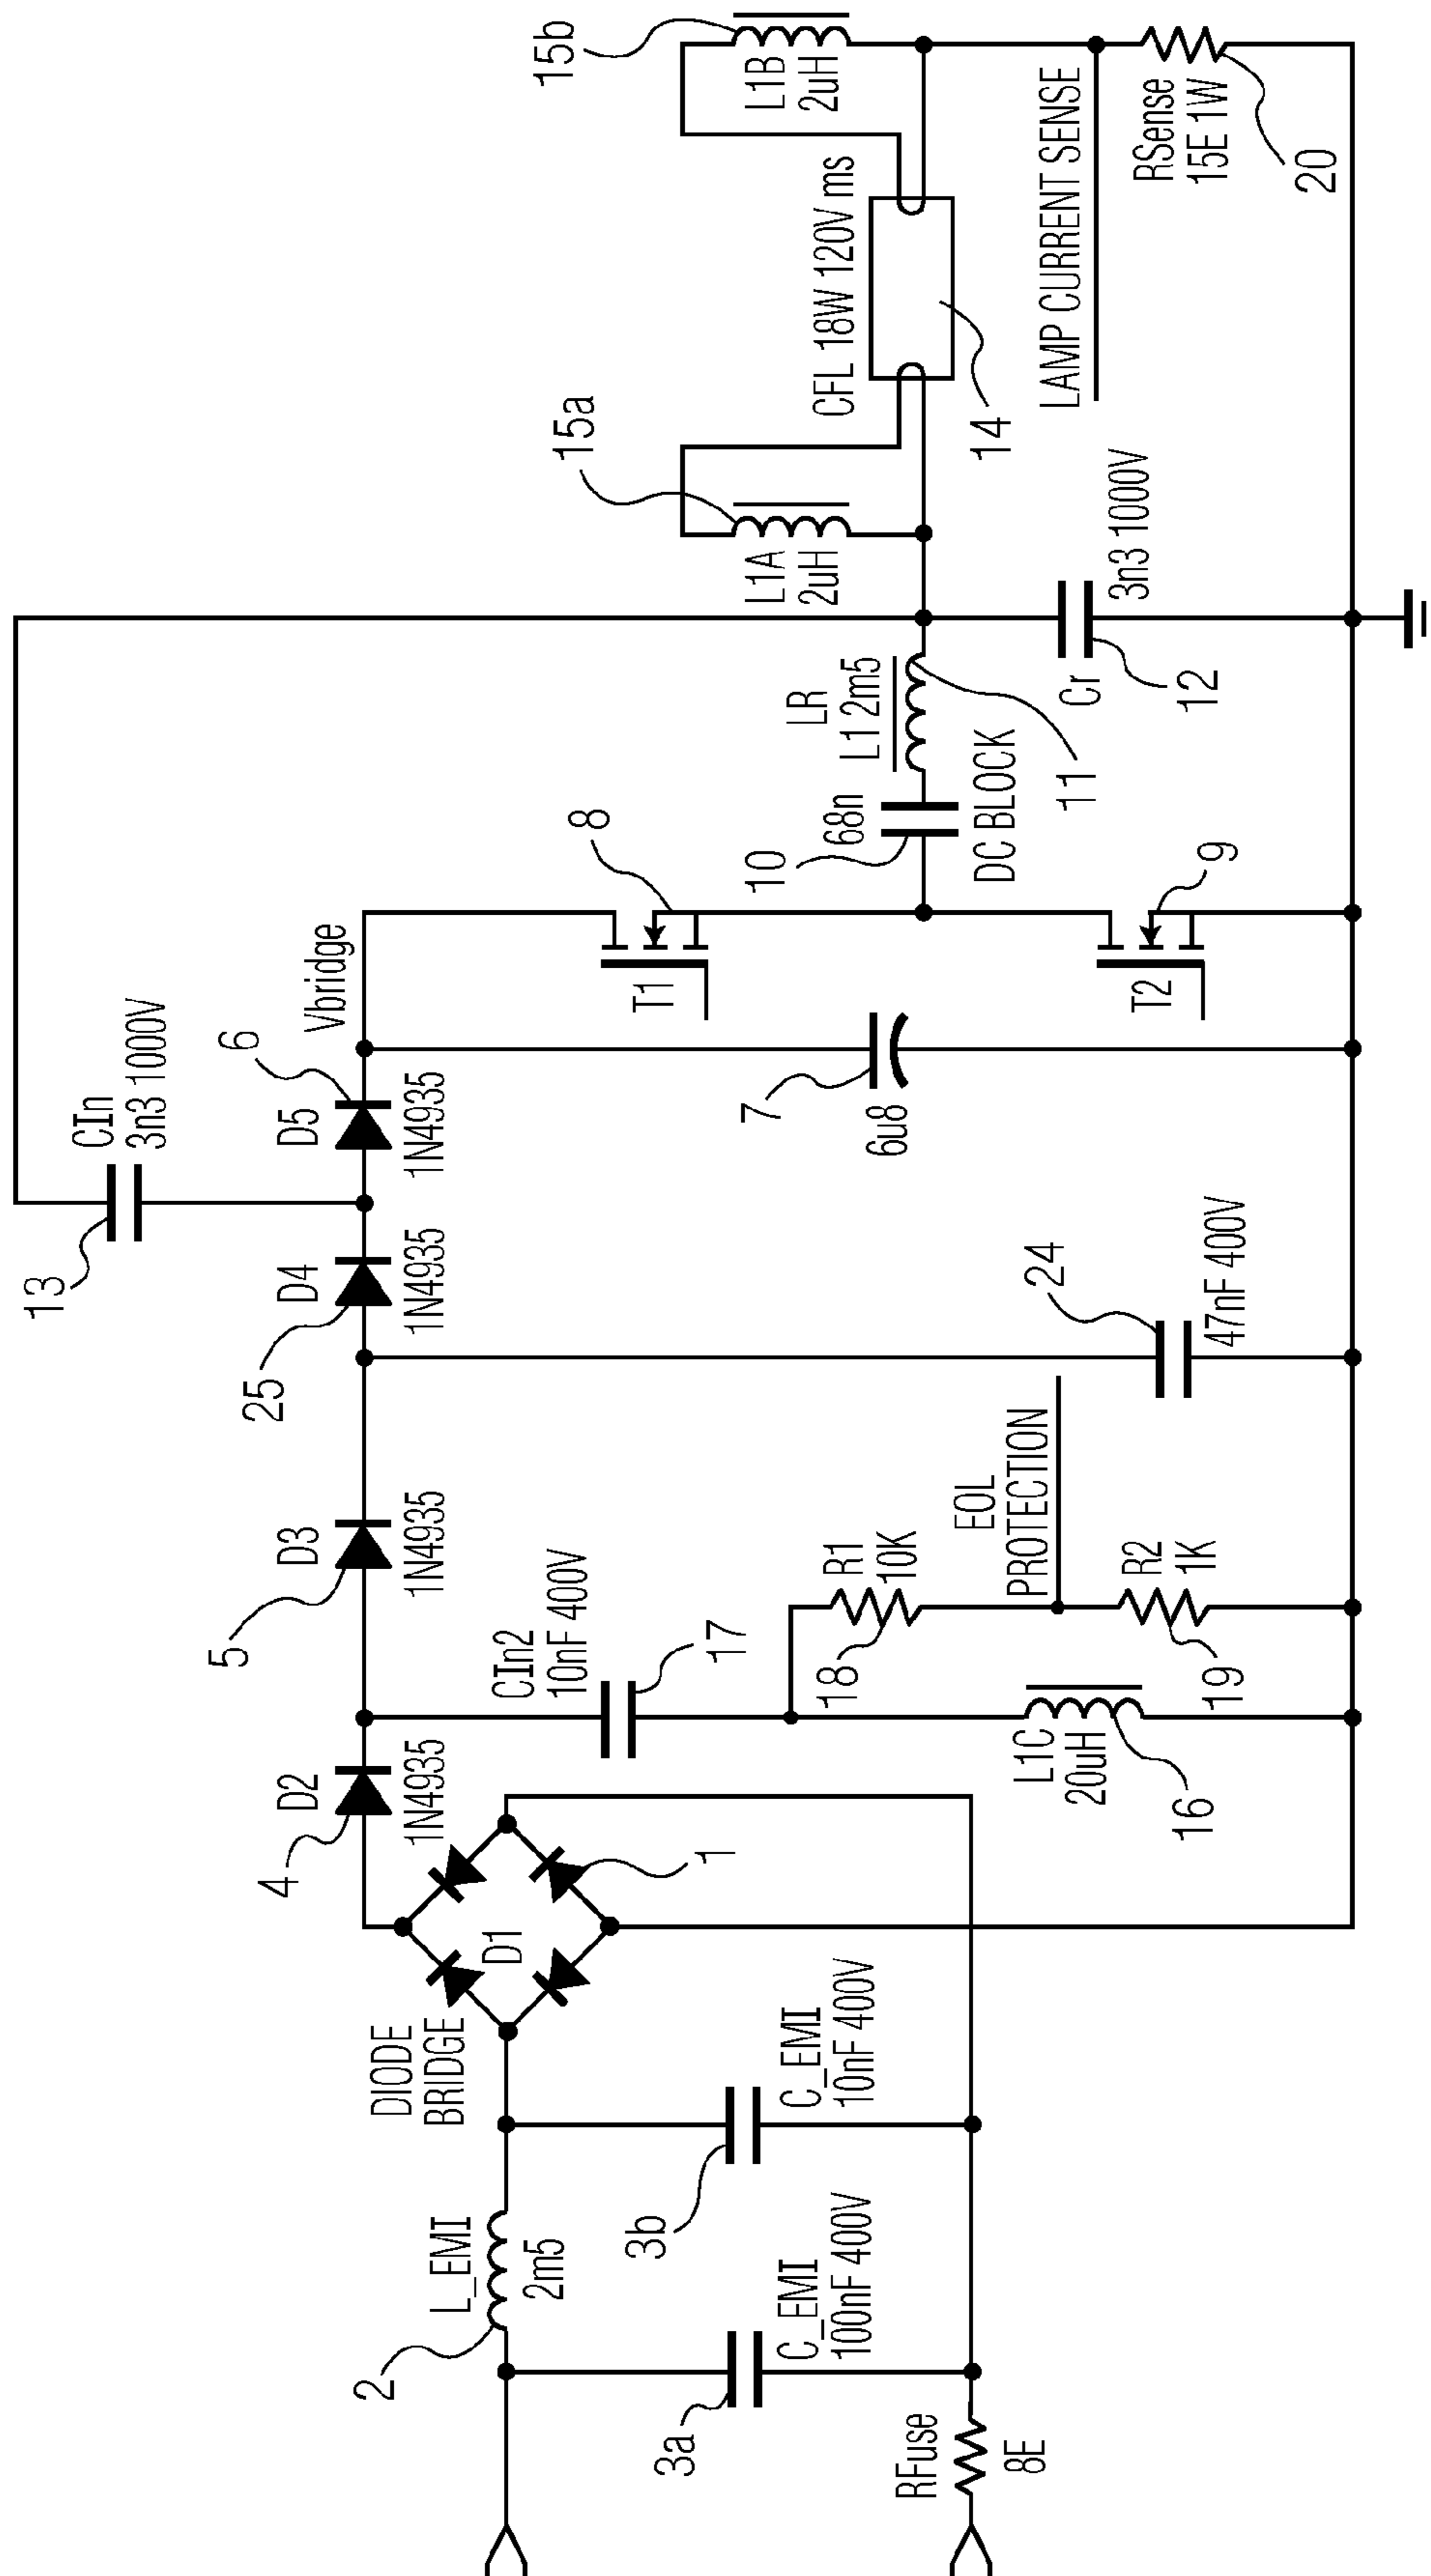 2
L_EMI
2m5
3a
C_EMI
100nF 400V
RFuse
8E
3b
C_EMI
10nF 400V
DIODE
BRIDGE
D1
1
4
D2
1N4935
CIn2
10nF 400V
17
L1C
20uH
16
18
R1
10K
EOL
PROTECTION
R2
1K
19
5
D3
1N4935
24
47nF 400V
25
D4
1N4935
13
CIn
3n3 1000V
6
D5
1N4935
Vbridge
7
6u8
8
T1
T2
9
10
68n
DC BLOCK
LR
L1 2m5
11
Cr
12
3n3 1000V
15a
L1A
2uH
CFL 18W 120V ms
14
15b
L1B
2uH
LAMP CURRENT SENSE
RSense
15E 1W
20